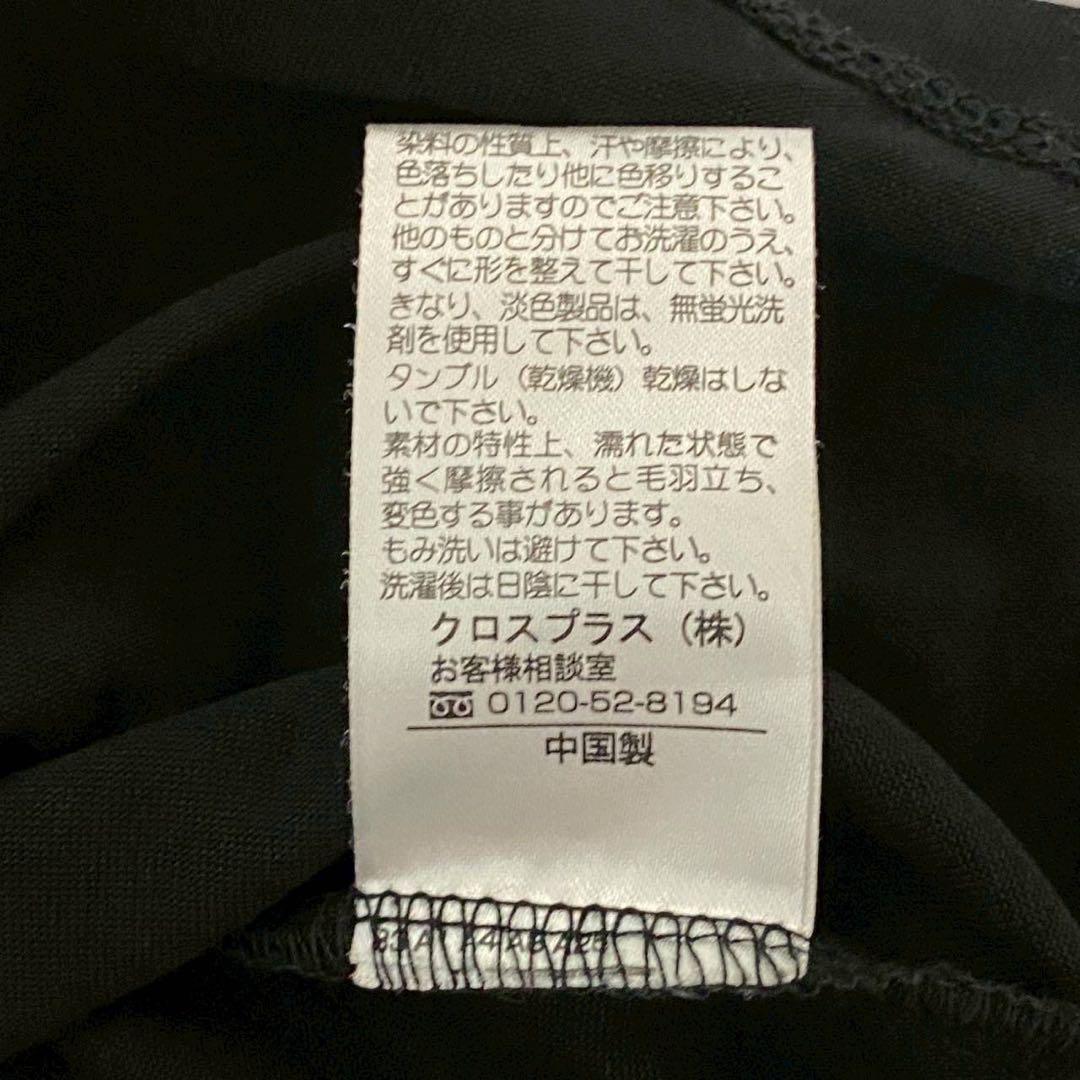 染料の性質上、汗や摩擦により、
色落ちしたり他に色移りするこ
とがありますのでご注意下さい。
他のものと分けてお洗濯のうえ、
すぐに形を整えて干して下さい。
きなり、淡色製品は、無蛍光洗
剤を使用して下さい。
タンブル（乾燥機）乾燥はしな
いで下さい。
素材の特性上、濡れた状態で
強く摩擦されると毛羽立ち、
変色する事があります。
もみ洗いは避けて下さい。
洗濯後は日陰に干して下さい。
クロスプラス（株）
お客様相談室
0120-52-8194
中国製